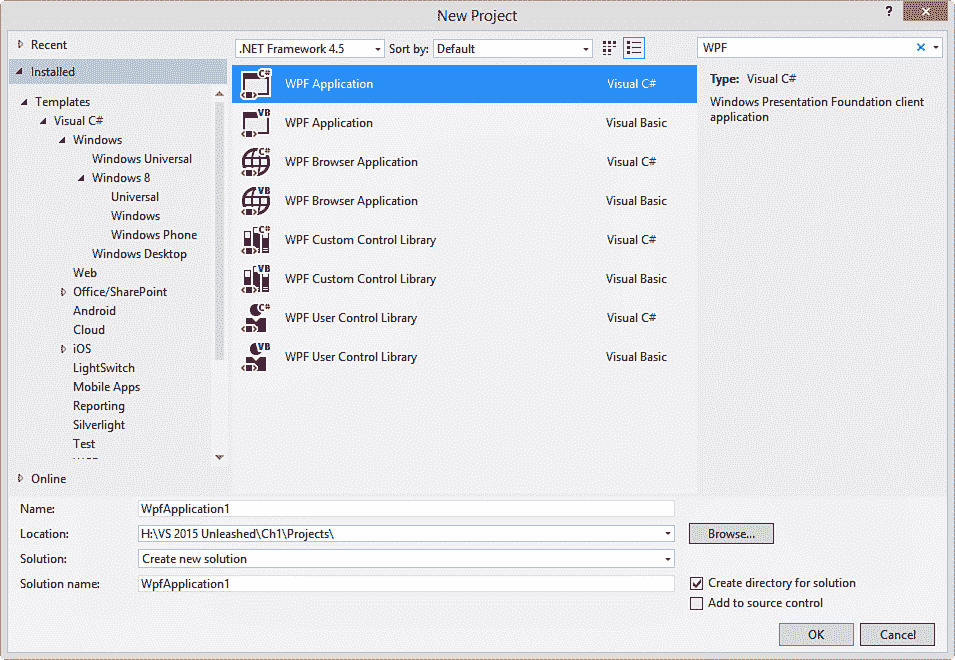 New Project
?
Recent
Installed
Templates
Visual C#
Windows
Windows Universal
Windows 8
Universal
Windows
Windows Phone
Windows Desktop
Web
Office/SharePoint
Android
Cloud
iOS
LightSwitch
Mobile Apps
Reporting
Silverlight
Test
Online
.NET Framework 4.5 Sort by: Default
C# WPF Application Visual C#
VB WPF Application Visual Basic
C# WPF Browser Application Visual C#
VB WPF Browser Application Visual Basic
C# WPF Custom Control Library Visual C#
VB WPF Custom Control Library Visual Basic
C# WPF User Control Library Visual C#
VB WPF User Control Library Visual Basic
WPF
Type: Visual C#
Windows Presentation Foundation client
application
Name: WpfApplication1
Location: H:\VS 2015 Unleashed\Ch1\Projects\ Browse...
Solution: Create new solution
Solution name: WpfApplication1
Create directory for solution
Add to source control
OK Cancel